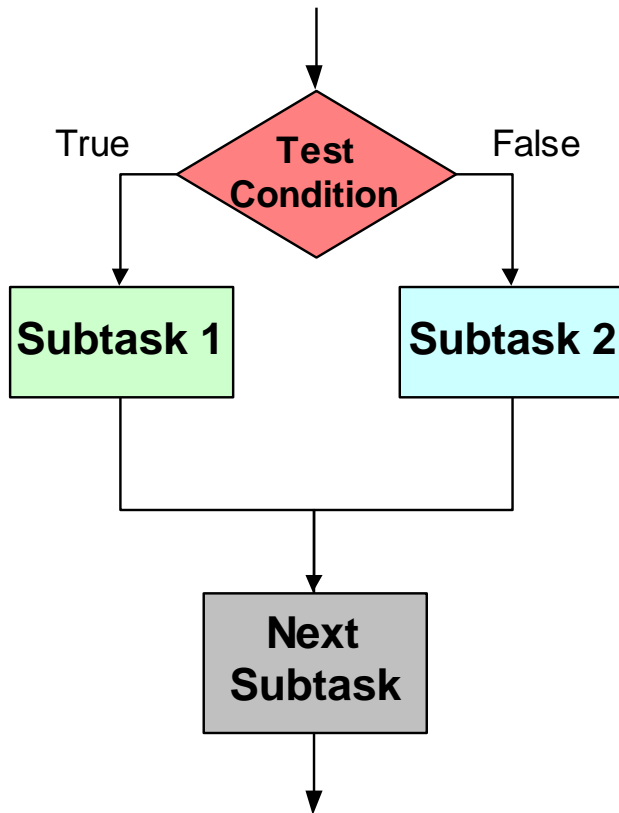 True
False
Test
Condition
Subtask 1
Subtask 2
Next
Subtask